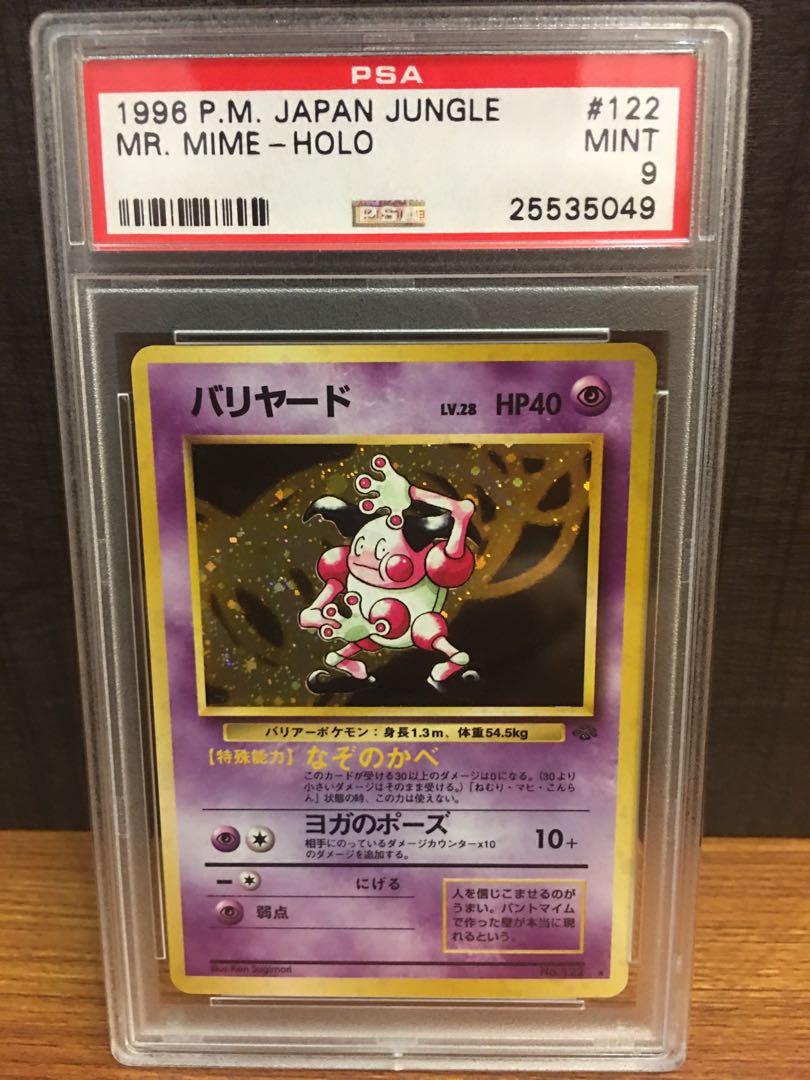 PSA
1996 P.M. JAPAN JUNGLE #122
MR. MIME - HOLO MINT
9
25535049
バリヤード LV.28 HP40
バリアーポケモン：身長1.3m、体重54.5kg
【特殊能力】なぞのかべ
このカードが受ける30以上のダメージは0になる。（30より
小さいダメージはそのまま受ける。）「ねむり・マヒ・こんら
ん」状態の時、この力は使えない。
ヨガのポーズ 10+
相手にのっているダメージカウンター×10
のダメージを追加する。
にげる
弱点
人を信じこませるのが
うまい。パントマイム
で作った壁が本当に現
れるという。
Illus. Ken Sugimori No.122